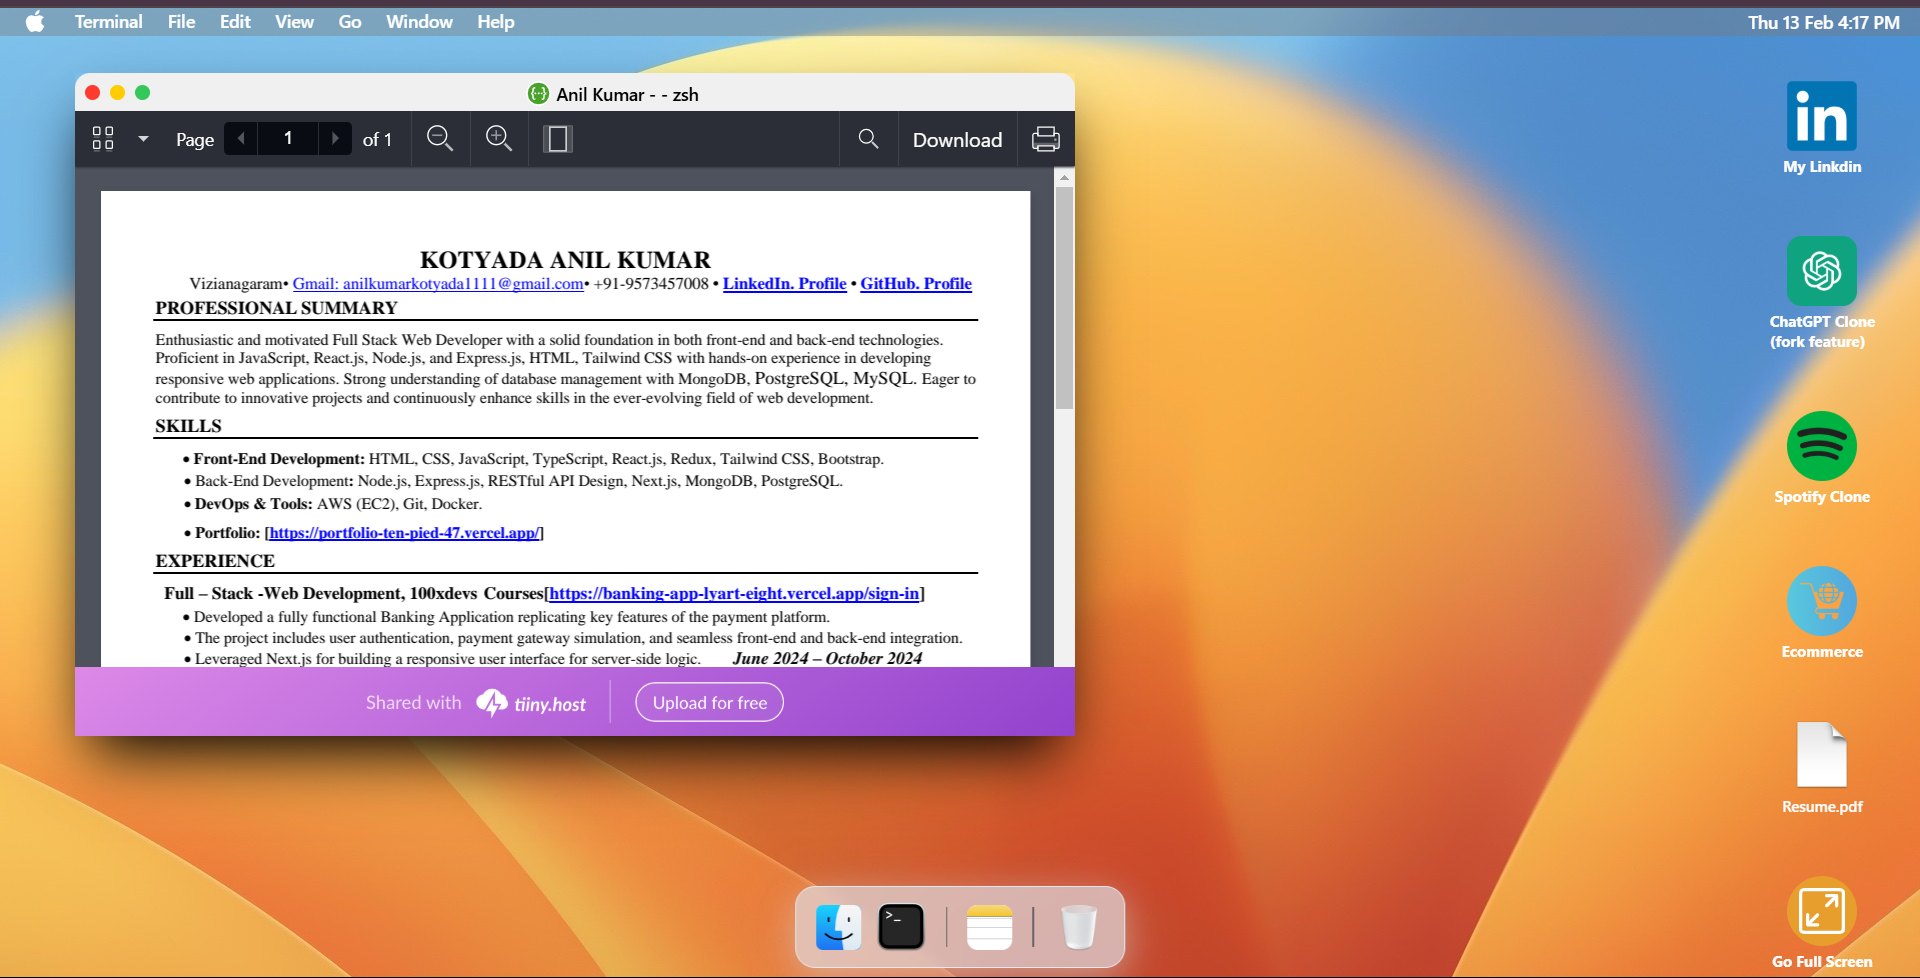 Terminal File Edit View Go Window Help
Thu 13 Feb 4:17 PM
Anil Kumar - - zsh
Page 1 of 1
Download
KOTYADA ANIL KUMAR
Vizianagaram• Gmail: anilkumarkotyada1111@gmail.com• +91-9573457008 • LinkedIn. Profile • GitHub. Profile
PROFESSIONAL SUMMARY
Enthusiastic and motivated Full Stack Web Developer with a solid foundation in both front-end and back-end technologies.
Proficient in JavaScript, React.js, Node.js, and Express.js, HTML, Tailwind CSS with hands-on experience in developing
responsive web applications. Strong understanding of database management with MongoDB, PostgreSQL, MySQL. Eager to
contribute to innovative projects and continuously enhance skills in the ever-evolving field of web development.
SKILLS
• Front-End Development: HTML, CSS, JavaScript, TypeScript, React.js, Redux, Tailwind CSS, Bootstrap.
• Back-End Development: Node.js, Express.js, RESTful API Design, Next.js, MongoDB, PostgreSQL.
• DevOps & Tools: AWS (EC2), Git, Docker.
• Portfolio: [https://portfolio-ten-pied-47.vercel.app/]
EXPERIENCE
Full – Stack -Web Development, 100xdevs Courses[https://banking-app-lyart-eight.vercel.app/sign-in]
• Developed a fully functional Banking Application replicating key features of the payment platform.
• The project includes user authentication, payment gateway simulation, and seamless front-end and back-end integration.
• Leveraged Next.js for building a responsive user interface for server-side logic. June 2024 – October 2024
Shared with tiiny.host
Upload for free
in
My Linkdin
ChatGPT Clone
(fork feature)
Spotify Clone
Ecommerce
Resume.pdf
Go Full Screen
>_